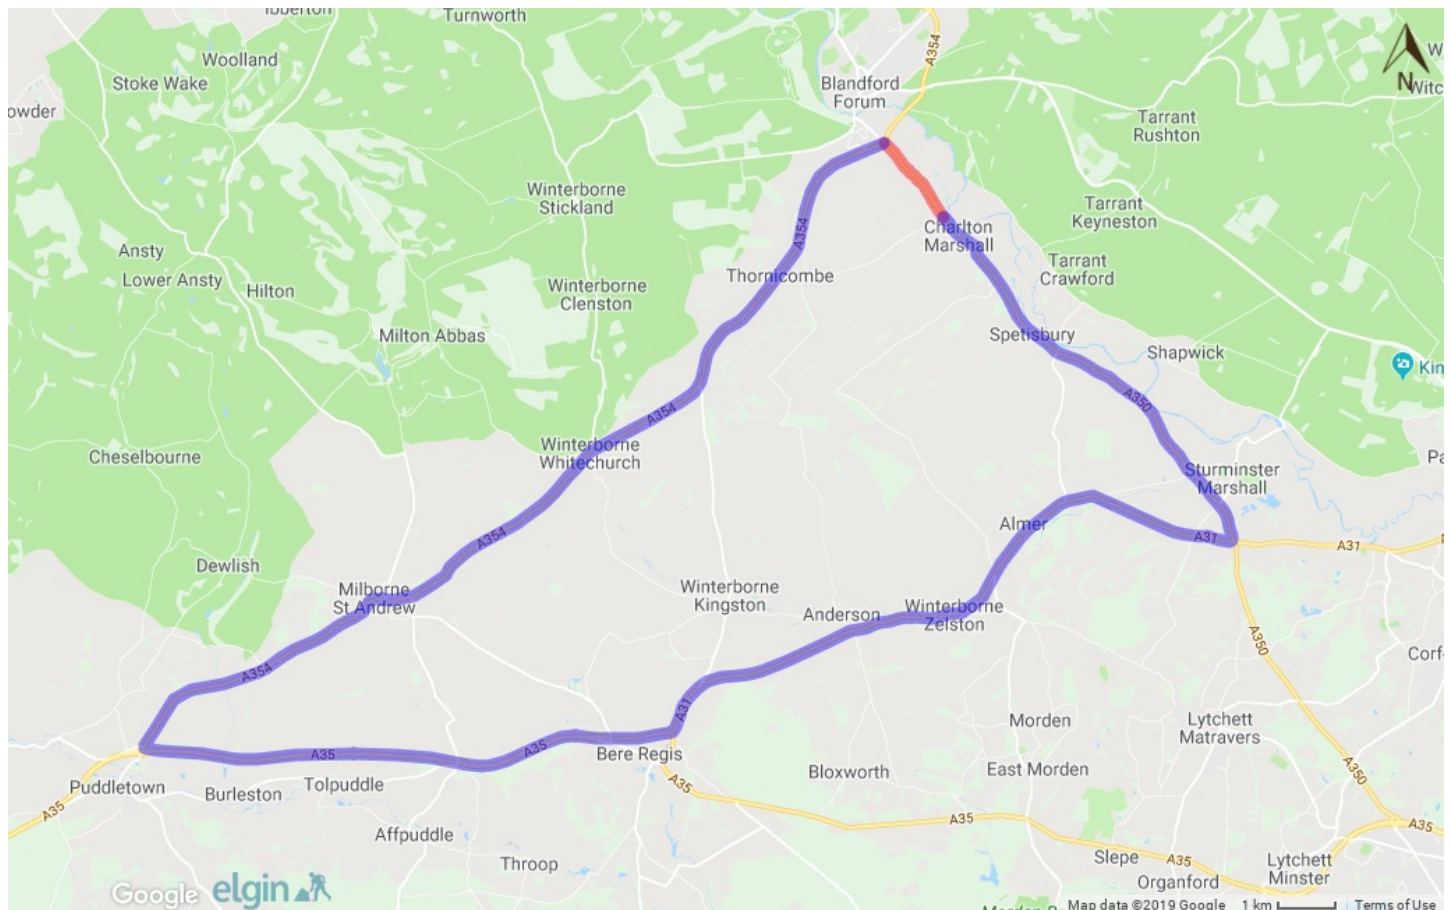 Turnworth
Woolland
Stoke Wake
A354
Blandford
Forum
N
Tarrant
Rushton
Winterborne
Stickland
Tarrant
Keyneston
A354
Charlton
Marshall
Ansty
Lower Ansty
Hilton
Thornicombe
Tarrant
Crawford
Winterborne
Clenston
Milton Abbas
Spetisbury
Shapwick
Kin
A350
A354
Winterborne
Whitechurch
Cheselbourne
Sturminster
Marshall
Almer
A354
A31
A31
Dewlish
Milborne
St Andrew
Winterborne
Kingston
Anderson
Winterborne
Zelston
A350
Corf
A354
A31
Morden
Lytchett
Matravers
A35
A35
Bere Regis
Bloxworth
East Morden
A350
Puddletown
Burleston
Tolpuddle
A35
A35
A35
A35
Affpuddle
Throop
Slepe
A35
Organford
Lytchett
Minster
Google
elgin
Map data ©2019 Google
1 km
Terms of Use